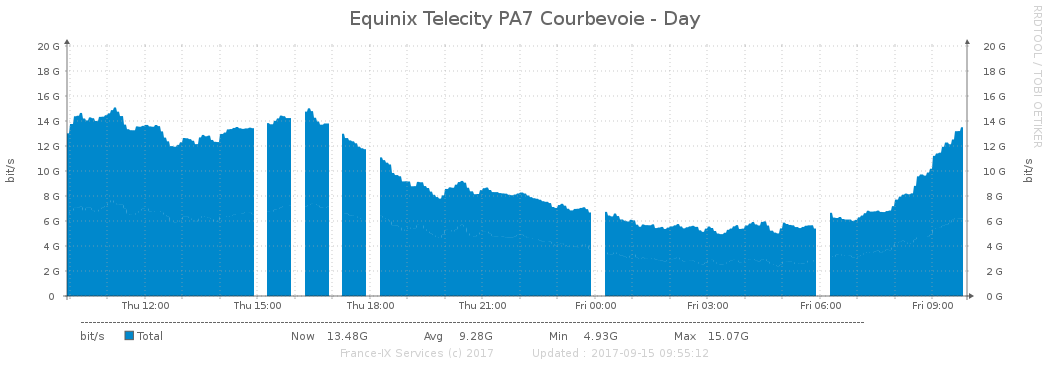 Equinix Telecity PA7 Courbevoie - Day
RRDTOOL / TOBI OETIKER
bit/s
20 G
18 G
16 G
14 G
12 G
10 G
8 G
6 G
4 G
2 G
0
20 G
18 G
16 G
14 G
12 G
10 G
8 G
6 G
4 G
2 G
0 G
bit/s
Thu 12:00 Thu 15:00 Thu 18:00 Thu 21:00 Fri 00:00 Fri 03:00 Fri 06:00 Fri 09:00
bit/s Total Now 13.48G Avg 9.28G Min 4.93G Max 15.07G
France-IX Services (c) 2017 Updated : 2017-09-15 09:55:12